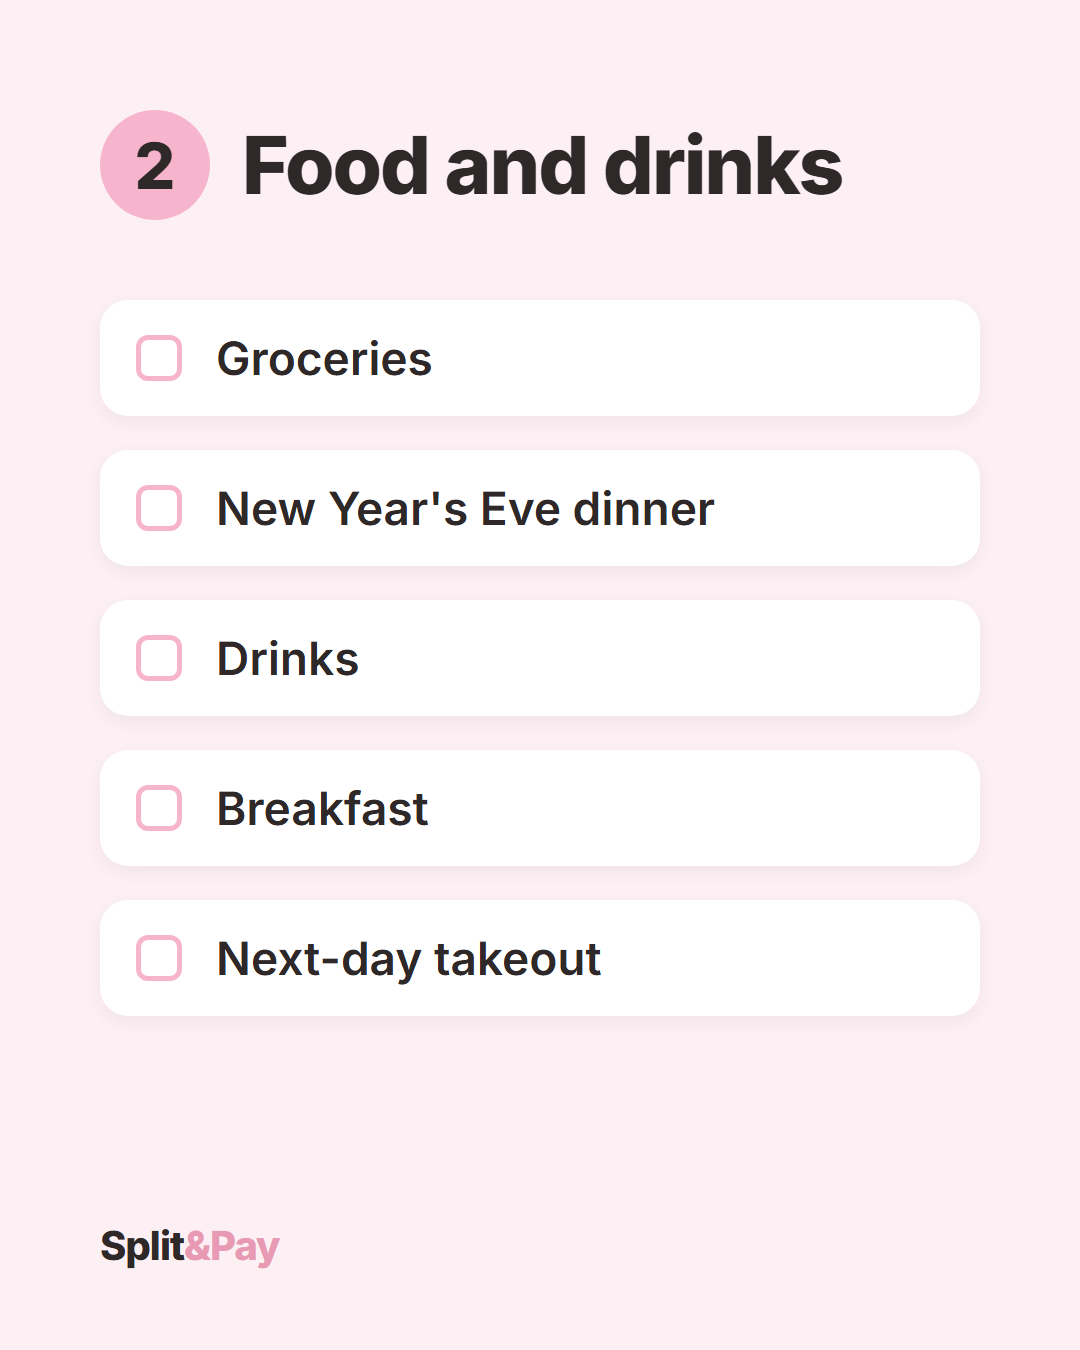 2 Food and drinks
Groceries
New Year's Eve dinner
Drinks
Breakfast
Next-day takeout
Split&Pay